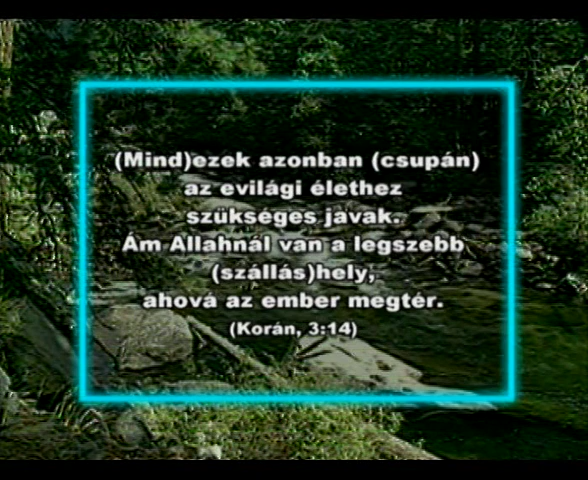 (Mind)ezek azonban (csupán)
az evilági élethez
szükséges javak.
Ám Allahnál van a legszebb
(szállás)hely,
ahová az ember megtér.
(Korán, 3:14)